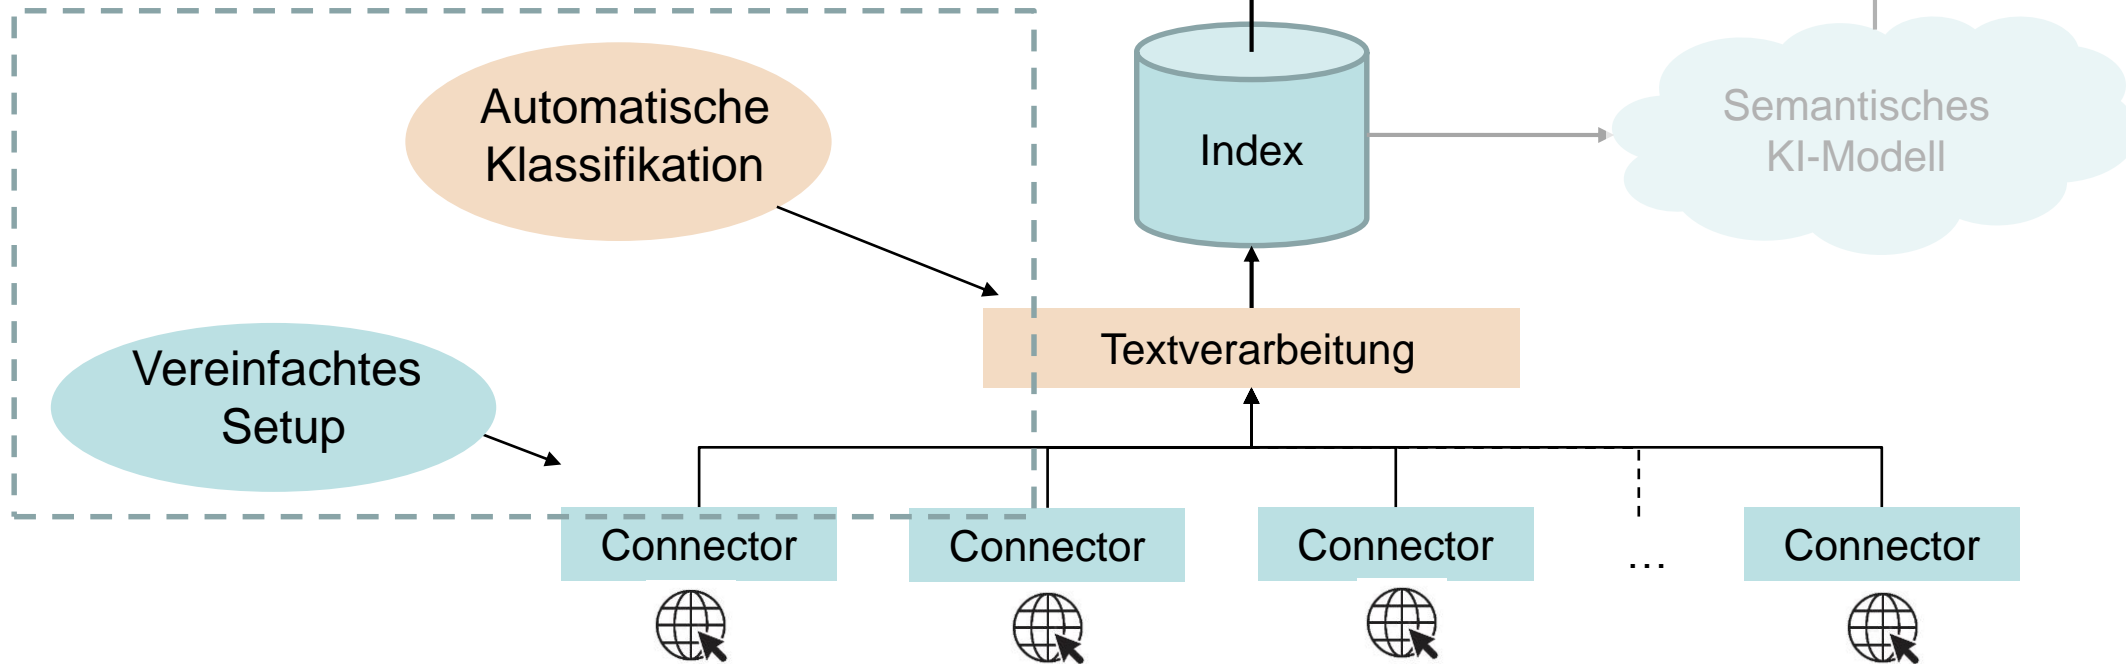 Automatische
Klassifikation
Index
Semantisches
KI-Modell
Textverarbeitung
Vereinfachtes
Setup
Connector
Connector
Connector
...
Connector